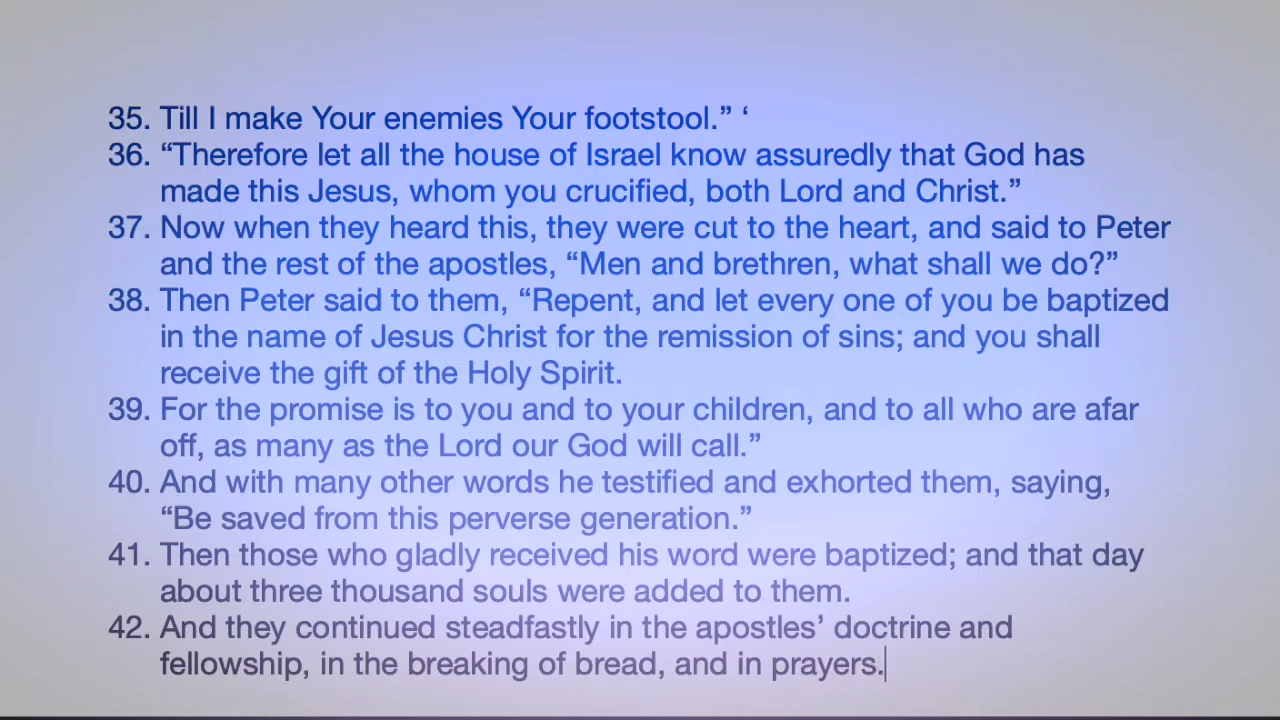 35. Till I make Your enemies Your footstool.” ‘
36. “Therefore let all the house of Israel know assuredly that God has
made this Jesus, whom you crucified, both Lord and Christ.”
37. Now when they heard this, they were cut to the heart, and said to Peter
and the rest of the apostles, “Men and brethren, what shall we do?”
38. Then Peter said to them, “Repent, and let every one of you be baptized
in the name of Jesus Christ for the remission of sins; and you shall
receive the gift of the Holy Spirit.
39. For the promise is to you and to your children, and to all who are afar
off, as many as the Lord our God will call.”
40. And with many other words he testified and exhorted them, saying,
“Be saved from this perverse generation.”
41. Then those who gladly received his word were baptized; and that day
about three thousand souls were added to them.
42. And they continued steadfastly in the apostles’ doctrine and
fellowship, in the breaking of bread, and in prayers.